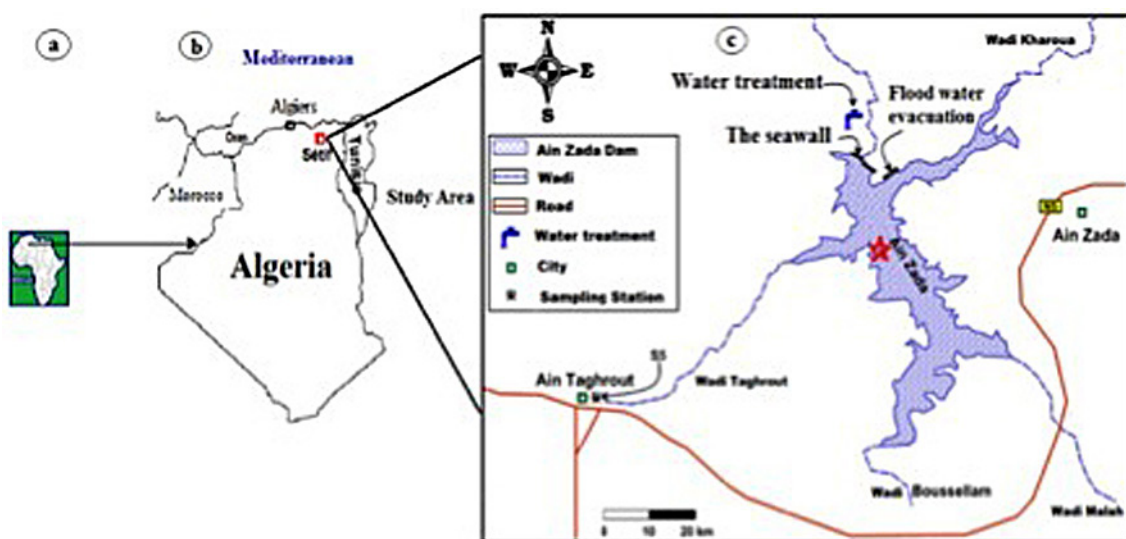 a
b
Mediterranean
Algiers
Oran
Setif
Tunisia
Morocco
Study Area
Algeria
c
N
W E
S
Ain Zada Dam
Wadi
Road
Water treatment
City
Sampling Station
Wadi Kharoua
Water treatment
Flood water
evacuation
The seawall
Ain Zada
Ain Zada
S5
Ain Taghrout
Wadi Taghrout
Wadi Boussellam
Wadi Malah
0 10 20 km